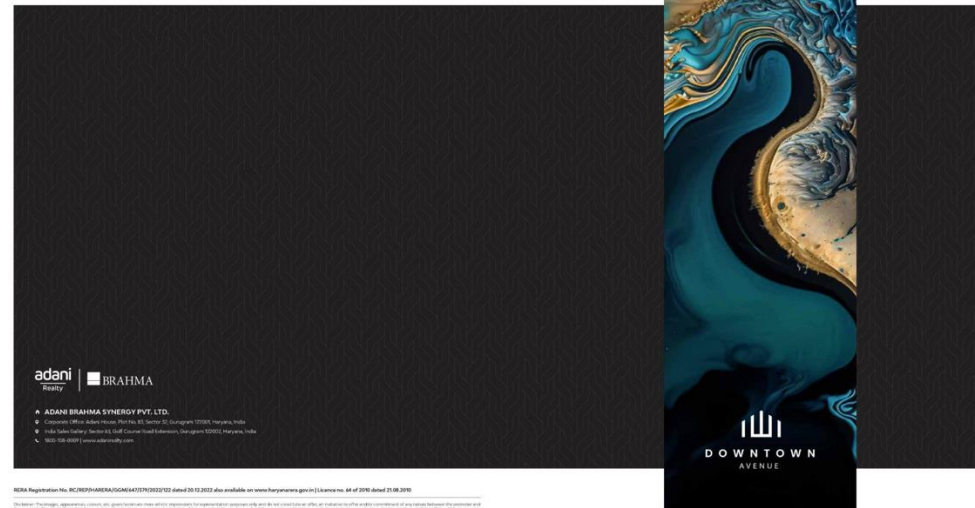 adani
Realty
BRAHMA
ADANI BRAHMA SYNERGY PVT. LTD.
Corporate Office: Adani House, Plot No. 83, Sector 32, Gurugram 122001, Haryana, India
India Sales Gallery: Sector 63, Golf Course Road Extension, Gurugram 122002, Haryana, India
1800-108-0009 | www.adanirealty.com
DOWNTOWN
AVENUE
RERA Registration No. RC/REP/HARERA/GGM/647/379/2022/122 dated 20.12.2022 also available on www.haryanarera.gov.in | Licence no. 64 of 2010 dated 21.08.2010